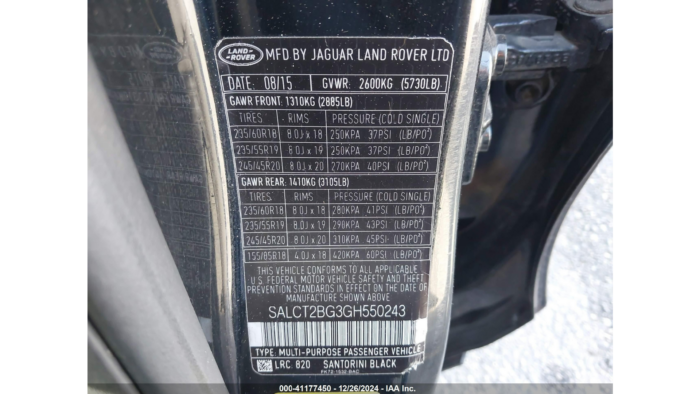 LAND-
ROVER
MFD BY JAGUAR LAND ROVER LTD
DATE: 08/15 GVWR: 2600KG (5730LB)
GAWR FRONT: 1310KG (2885LB)
TIRES RIMS PRESSURE (COLD SINGLE)
235/60R18 8.0J x 18 250KPA 37PSI (LB/PO²)
235/55R19 8.0J x 19 250KPA 37PSI (LB/PO²)
245/45R20 8.0J x 20 270KPA 40PSI (LB/PO²)
GAWR REAR: 1410KG (3105LB)
TIRES RIMS PRESSURE (COLD SINGLE)
235/60R18 8.0J x 18 280KPA 41PSI (LB/PO²)
235/55R19 8.0J x 19 290KPA 43PSI (LB/PO²)
245/45R20 8.0J x 20 310KPA 45PSI (LB/PO²)
155/85R18 4.0J x 18 420KPA 60PSI (LB/PO²)
THIS VEHICLE CONFORMS TO ALL APPLICABLE
U.S. FEDERAL MOTOR VEHICLE SAFETY AND THEFT
PREVENTION STANDARDS IN EFFECT ON THE DATE OF
MANUFACTURE SHOWN ABOVE.
SALCT2BG3GH550243
TYPE: MULTI-PURPOSE PASSENGER VEHICLE
LRC: 820 SANTORINI BLACK
000-41177450 - 12/26/2024 - IAA Inc.